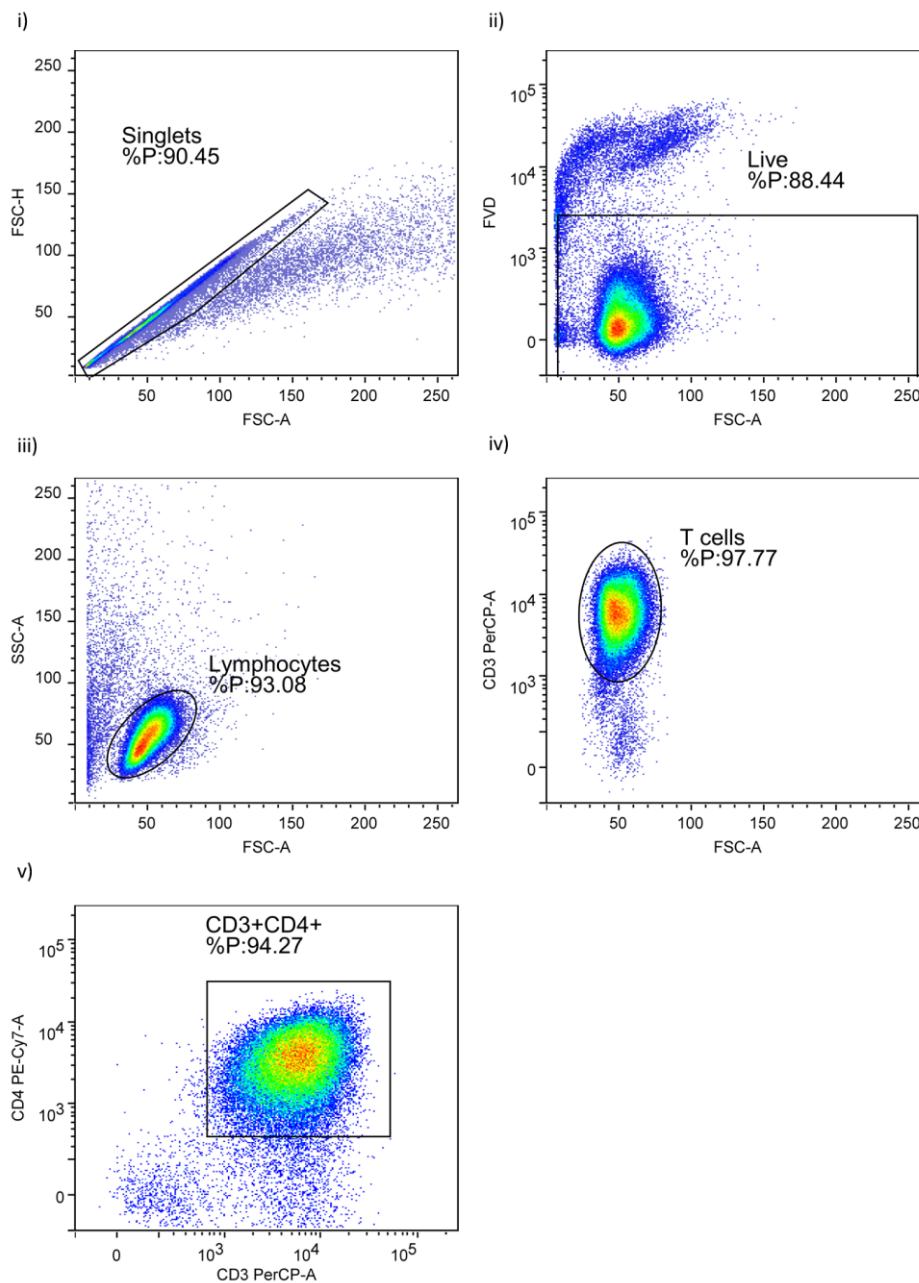 i)
250
200
150
100
50
FSC-H
Singlets
%P:90.45
50 100 150 200 250
FSC-A
ii)
10^5
10^4
10^3
0
FVD
Live
%P:88.44
50 100 150 200 250
FSC-A
iii)
250
200
150
100
50
SSC-A
Lymphocytes
%P:93.08
50 100 150 200 250
FSC-A
iv)
10^5
10^4
10^3
0
CD3 PerCP-A
T cells
%P:97.77
50 100 150 200 250
FSC-A
v)
10^5
10^4
10^3
0
CD4 PE-Cy7-A
CD3+CD4+
%P:94.27
0 10^3 10^4 10^5
CD3 PerCP-A